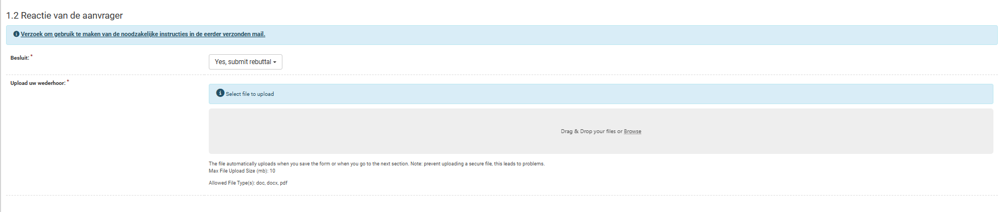 1.2 Reactie van de aanvrager
Verzoek om gebruik te maken van de noodzakelijke instructies in de eerder verzonden mail.
Besluit: *
Yes, submit rebuttal
Upload uw wederhoor: *
Select file to upload
Drag & Drop your files or Browse
The file automatically uploads when you save the form or when you go to the next section. Note: prevent uploading a secure file, this leads to problems.
Max File Upload Size (mb): 10
Allowed File Type(s): doc, docx, pdf